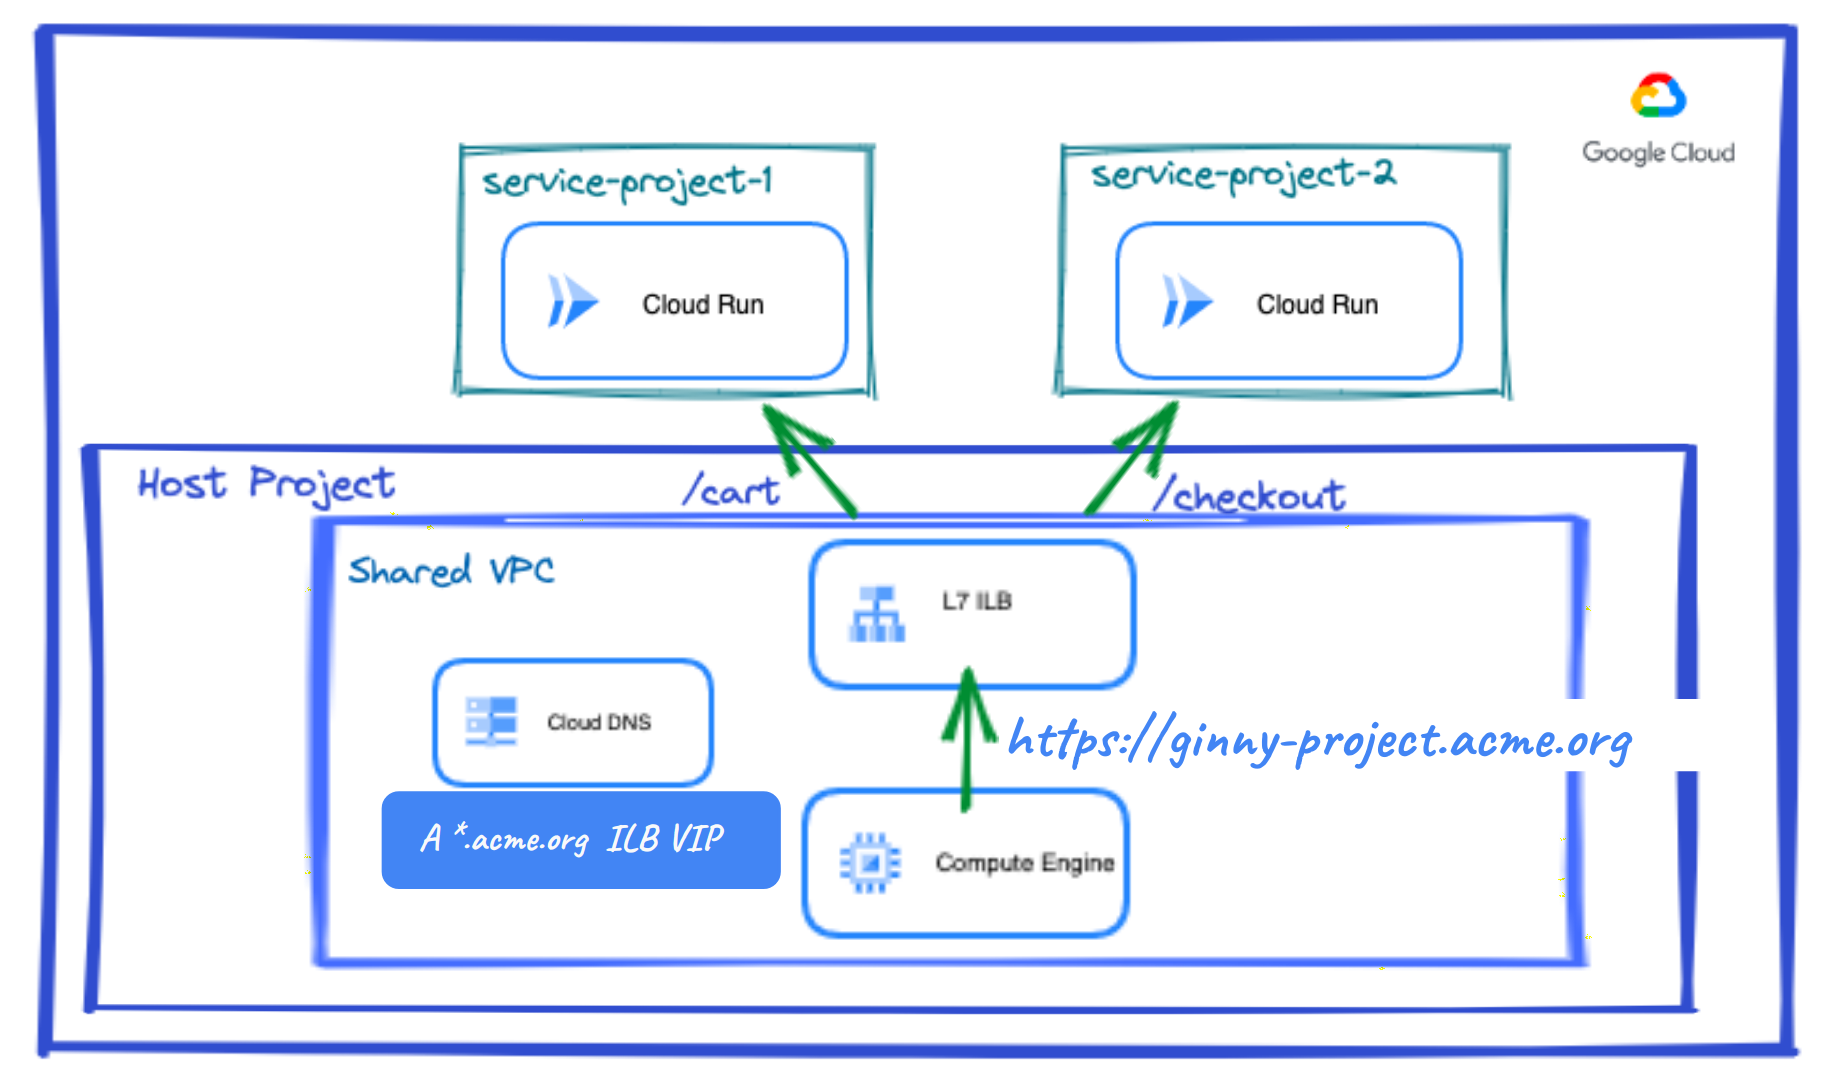 Google Cloud
service-project-1
Cloud Run
service-project-2
Cloud Run
Host Project
/cart
/checkout
Shared VPC
L7 ILB
Cloud DNS
https://ginny-project.acme.org
A *.acme.org ILB VIP
Compute Engine